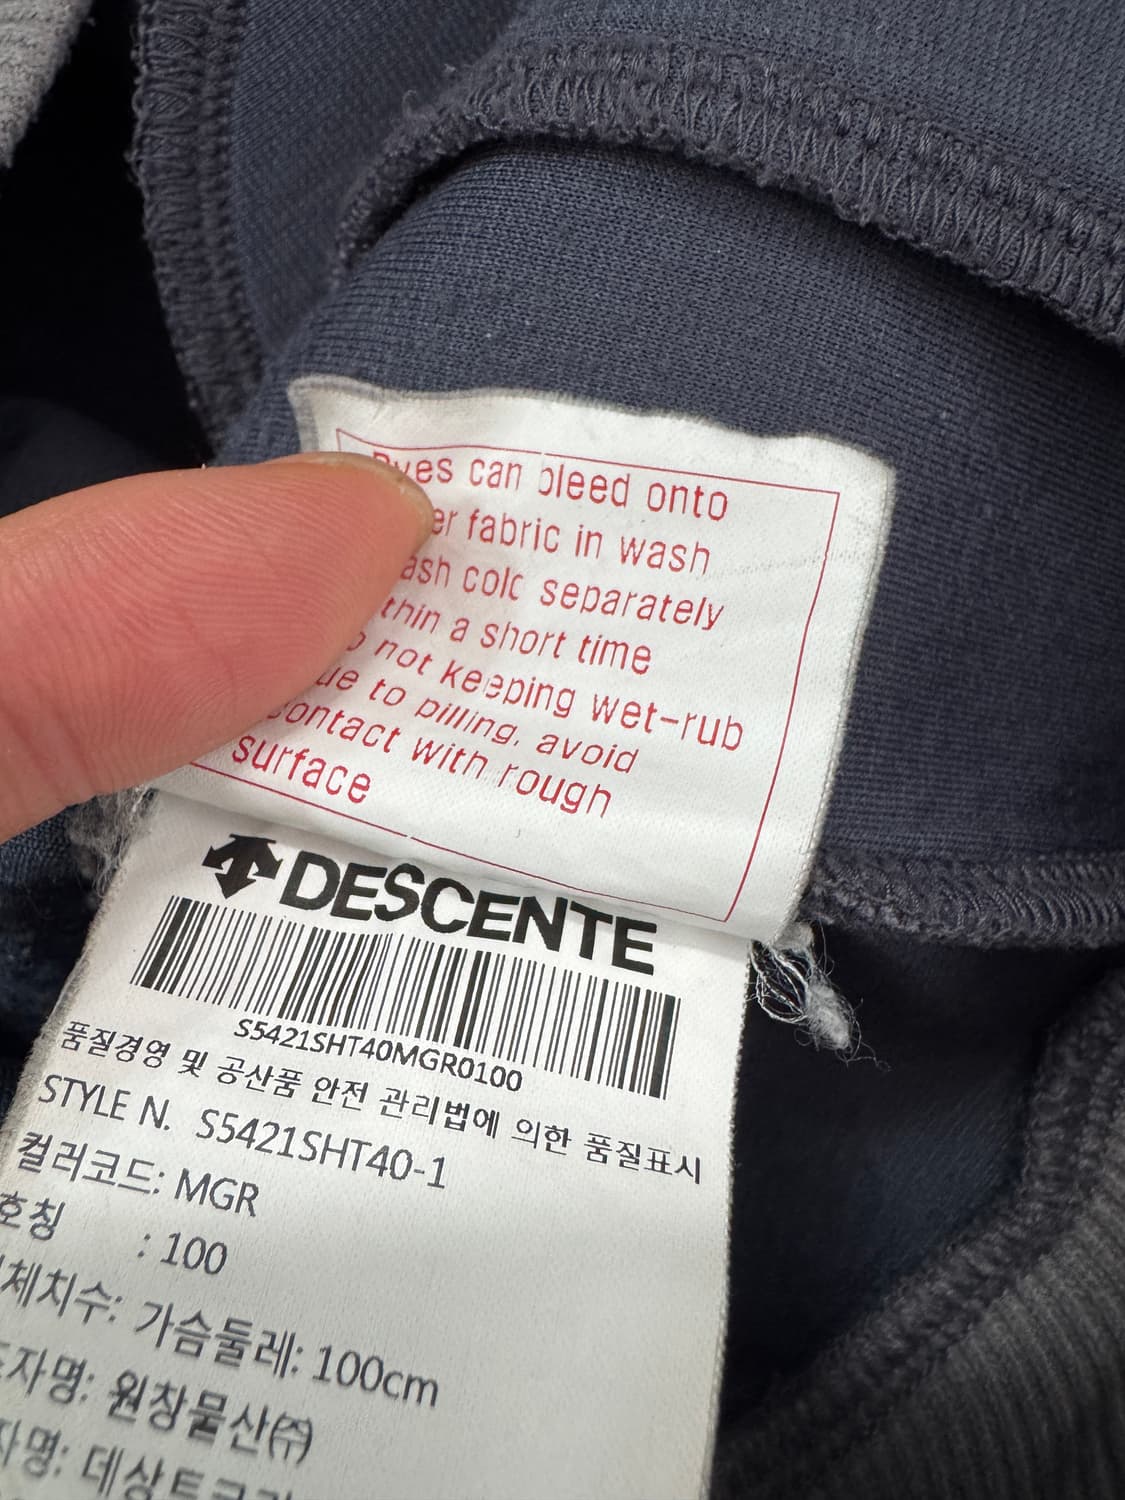 can bleed onto
fabric in wash
cold separately
a short time
not keeping wet-rub
to pilling, avoid
contact with rough
surface
DESCENTE
S5421SHT40MGR0100
품질경영 및 공산품 안전 관리법에 의한 품질표시
STYLE N. S5421SHT40-1
컬러코드: MGR
호칭 : 100
가슴둘레: 100cm
원창물산㈜